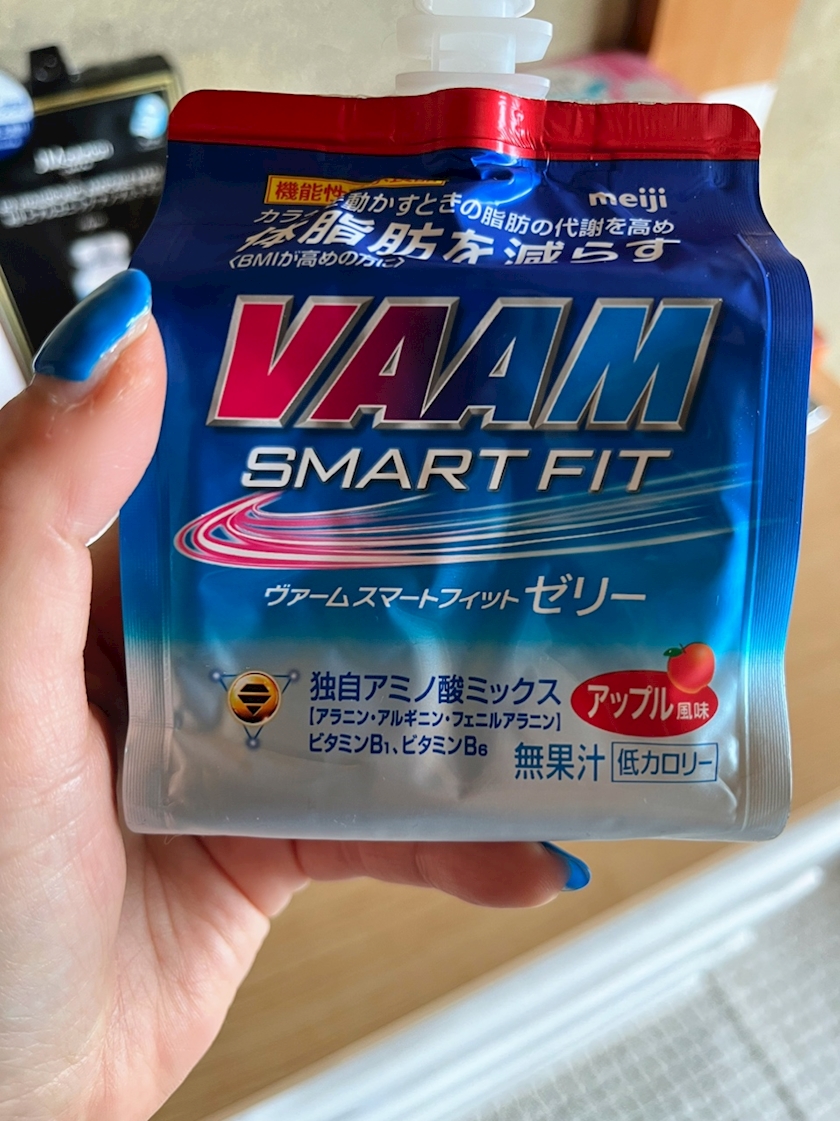 meiji
機能性
カラ 動かすときの脂肪の代謝を高め
体脂肪を減らす
〈BMIが高めの方に〉
VAAM
SMART FIT
ヴァームスマートフィットゼリー
独自アミノ酸ミックス
【アラニン・アルギニン・フェニルアラニン】
ビタミンB1、ビタミンB6
アップル風味
無果汁 低カロリー